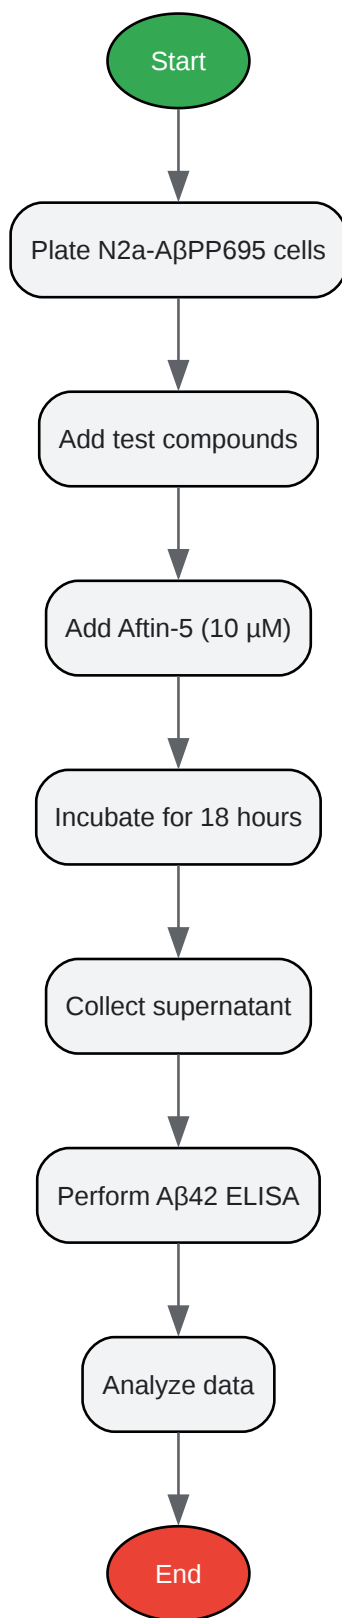 Start
Plate N2a-AβPP695 cells
Add test compounds
Add Aftin-5 (10 µM)
Incubate for 18 hours
Collect supernatant
Perform Aβ42 ELISA
Analyze data
End